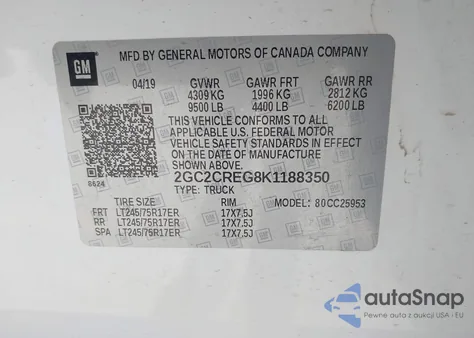 GM
MFD BY GENERAL MOTORS OF CANADA COMPANY
04/19 GVWR GAWR FRT GAWR RR
4309 KG 1996 KG 2812 KG
9500 LB 4400 LB 6200 LB
THIS VEHICLE CONFORMS TO ALL
APPLICABLE U.S. FEDERAL MOTOR
VEHICLE SAFETY STANDARDS IN EFFECT
ON THE DATE OF MANUFACTURE
SHOWN ABOVE.
8624
2GC2CREG8K1188350
TYPE: TRUCK MODEL: 80CC25953
TIRE SIZE RIM
FRT LT245/75R17ER 17X7.5J
RR LT245/75R17ER 17X7.5J
SPA LT245/75R17ER 17X7.5J
autoSnap
Pewne auta z USA - EU